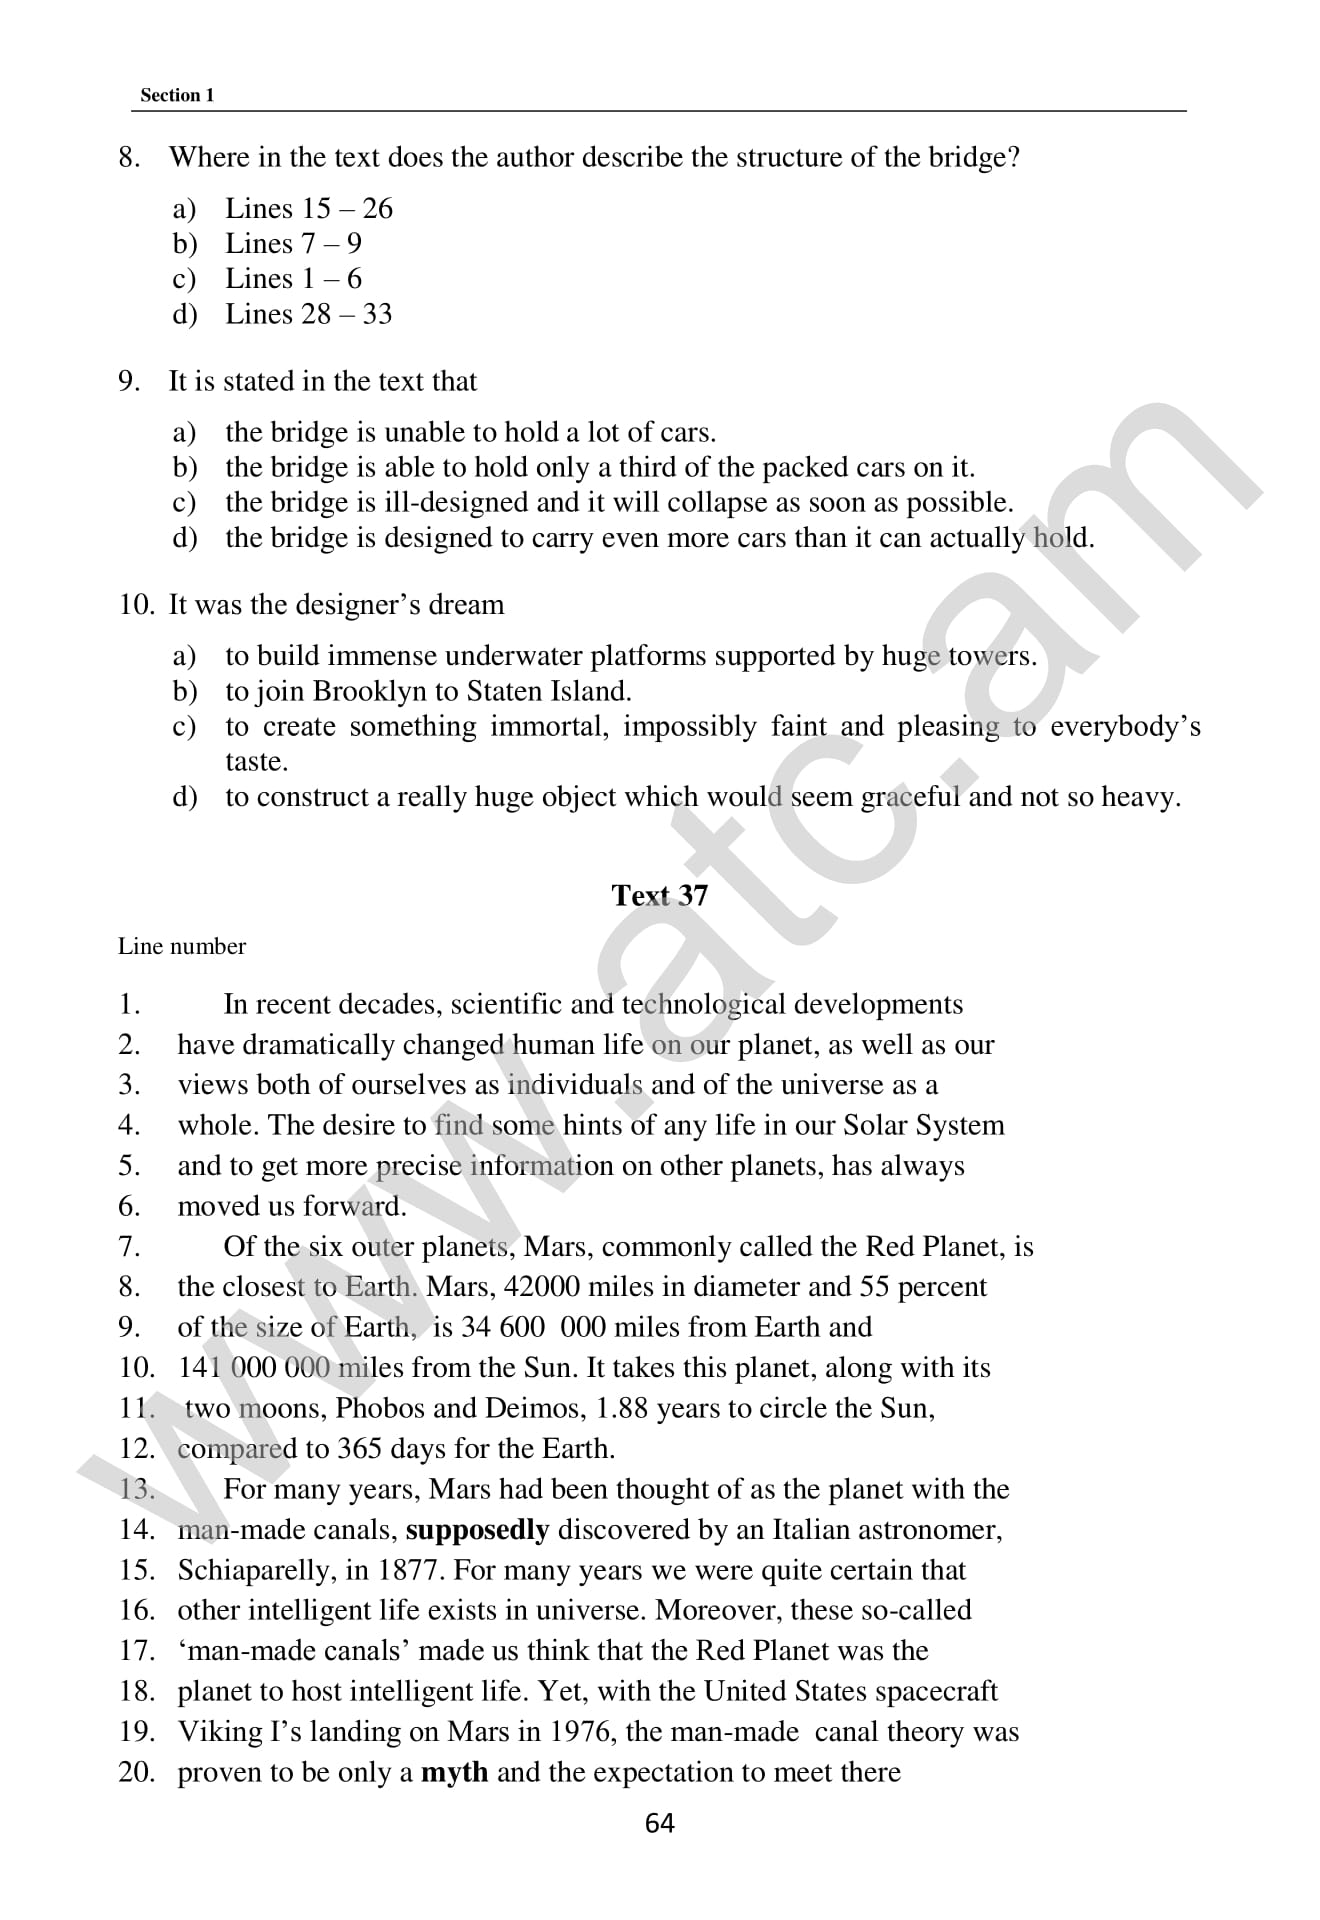 Section 1
8. Where in the text does the author describe the structure of the bridge?
a) Lines 15 – 26
b) Lines 7 – 9
c) Lines 1 – 6
d) Lines 28 – 33
9. It is stated in the text that
a) the bridge is unable to hold a lot of cars.
b) the bridge is able to hold only a third of the packed cars on it.
c) the bridge is ill-designed and it will collapse as soon as possible.
d) the bridge is designed to carry even more cars than it can actually hold.
10. It was the designer’s dream
a) to build immense underwater platforms supported by huge towers.
b) to join Brooklyn to Staten Island.
c) to create something immortal, impossibly faint and pleasing to everybody’s
taste.
d) to construct a really huge object which would seem graceful and not so heavy.
Text 37
Line number
1. In recent decades, scientific and technological developments
2. have dramatically changed human life on our planet, as well as our
3. views both of ourselves as individuals and of the universe as a
4. whole. The desire to find some hints of any life in our Solar System
5. and to get more precise information on other planets, has always
6. moved us forward.
7. Of the six outer planets, Mars, commonly called the Red Planet, is
8. the closest to Earth. Mars, 42000 miles in diameter and 55 percent
9. of the size of Earth, is 34 600 000 miles from Earth and
10. 141 000 000 miles from the Sun. It takes this planet, along with its
11. two moons, Phobos and Deimos, 1.88 years to circle the Sun,
12. compared to 365 days for the Earth.
13. For many years, Mars had been thought of as the planet with the
14. man-made canals, supposedly discovered by an Italian astronomer,
15. Schiaparelly, in 1877. For many years we were quite certain that
16. other intelligent life exists in universe. Moreover, these so-called
17. ‘man-made canals’ made us think that the Red Planet was the
18. planet to host intelligent life. Yet, with the United States spacecraft
19. Viking I’s landing on Mars in 1976, the man-made canal theory was
20. proven to be only a myth and the expectation to meet there
64
www.atc.am